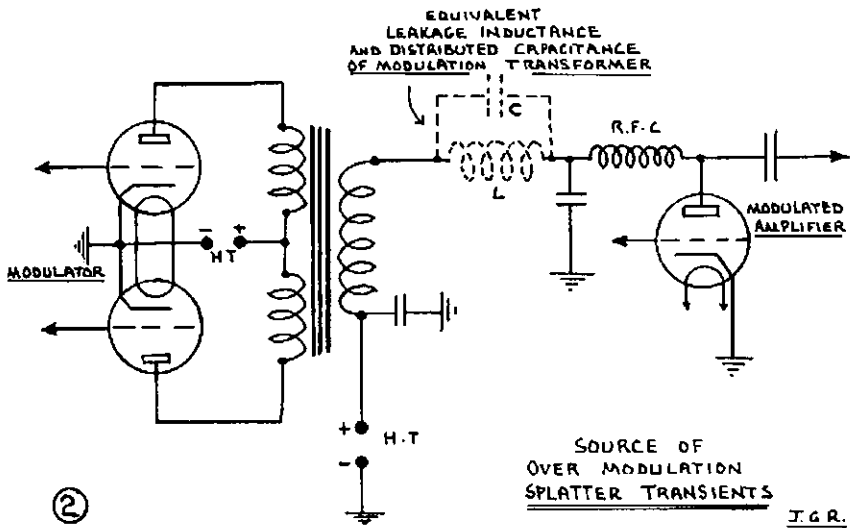 EQUIVALENT
LEAKAGE INDUCTANCE
AND DISTRIBUTED CAPACITANCE
OF MODULATION TRANSFORMER
C
L
R.F.C
MODULATED
AMPLIFIER
MODULATOR
- +
HT
+
H.T
-
SOURCE OF
OVER MODULATION
SPLATTER TRANSIENTS
2
J.G.R.